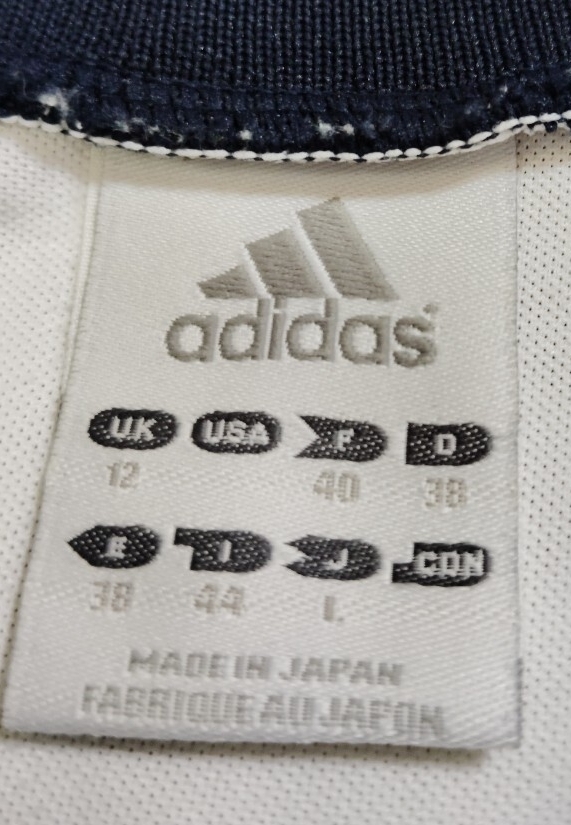 adidas
UK USA F D
12 40 38
E I J CDN
38 44 L
MADE IN JAPAN
FABRIQUE AU JAPON